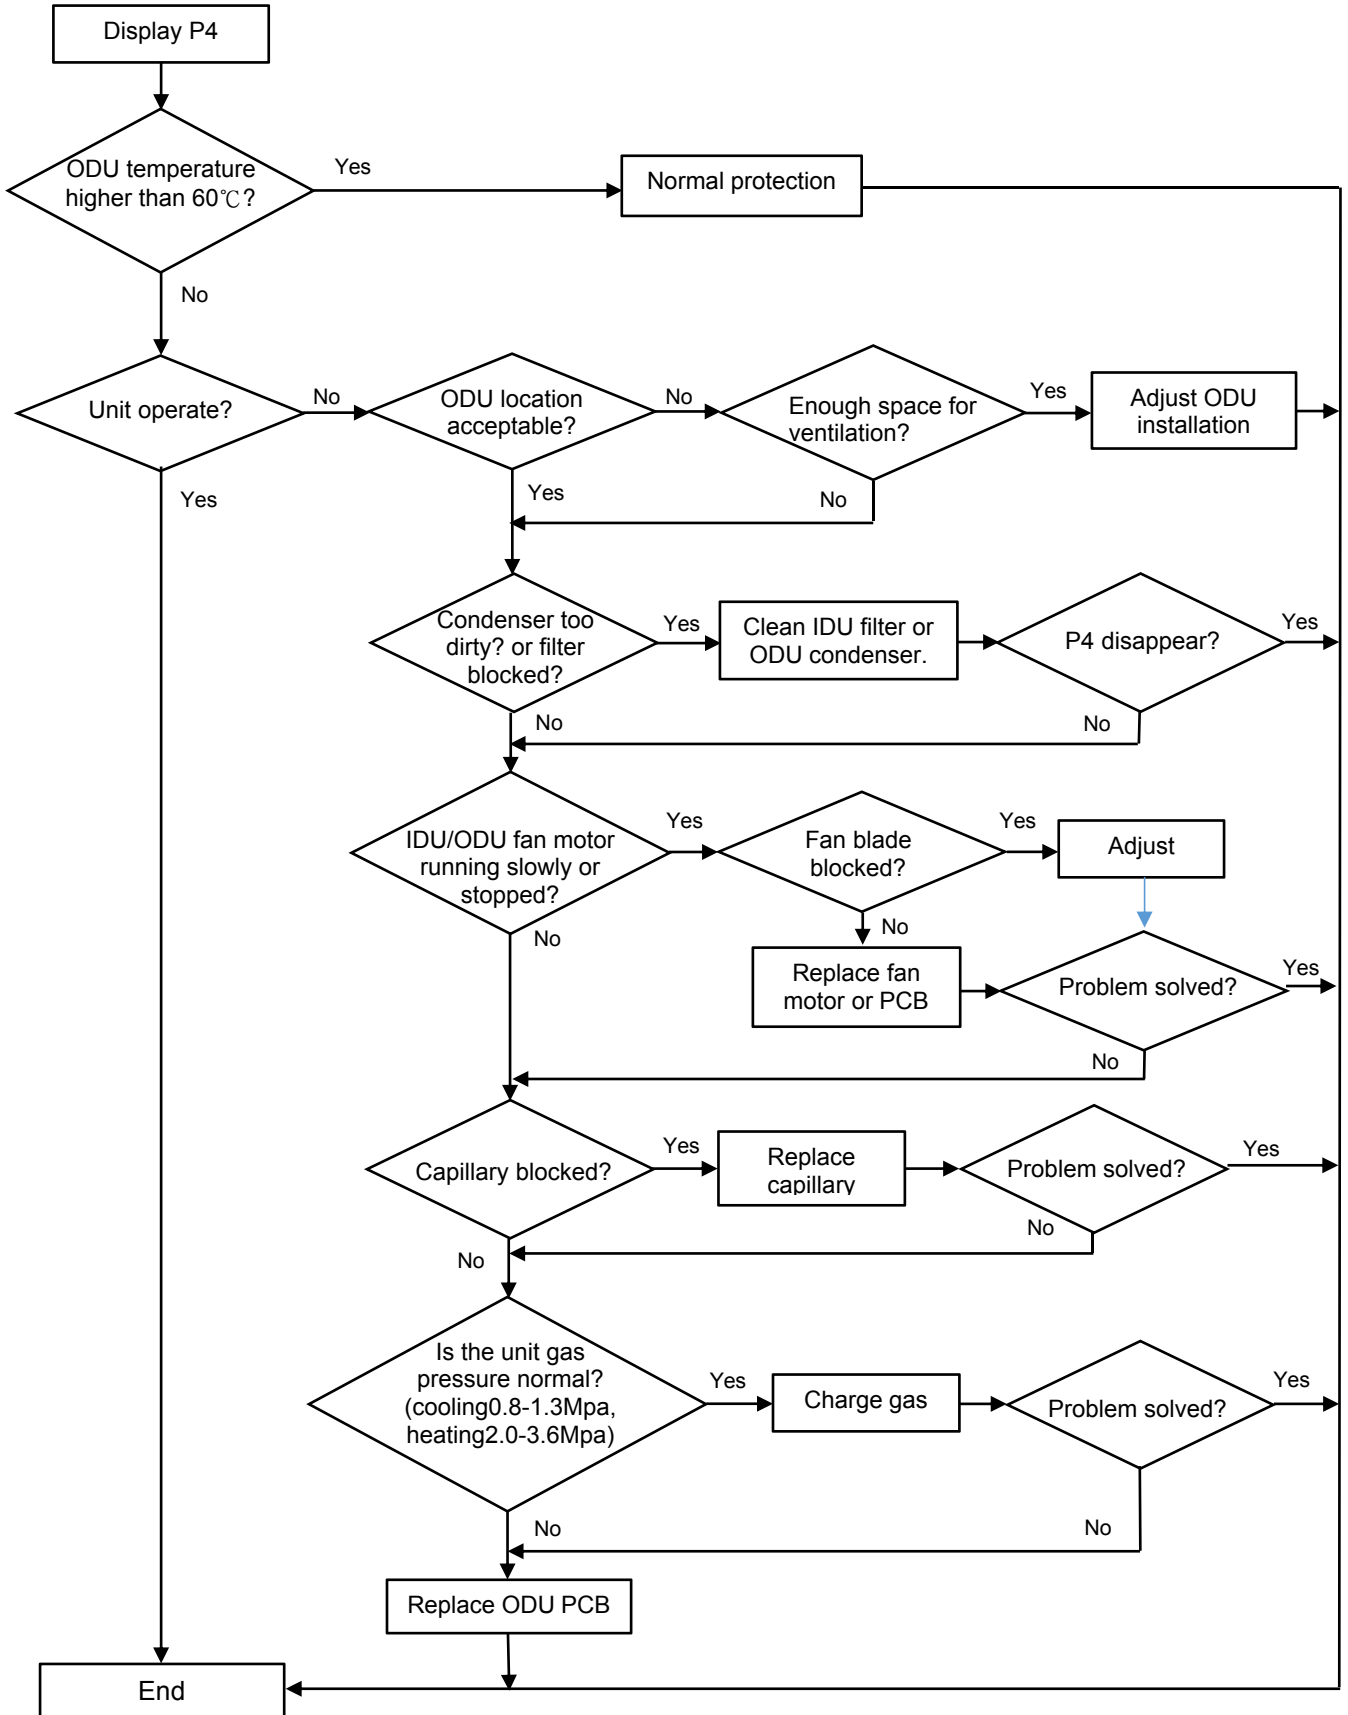 Display P4
ODU temperature
higher than 60℃?
Yes
Normal protection
No
Unit operate?
No
ODU location
acceptable?
No
Enough space for
ventilation?
Yes
Adjust ODU
installation
Yes
Yes
No
Condenser too
dirty? or filter
blocked?
Yes
Clean IDU filter or
ODU condenser.
P4 disappear?
Yes
No
No
IDU/ODU fan motor
running slowly or
stopped?
Yes
Fan blade
blocked?
Yes
Adjust
No
No
Replace fan
motor or PCB
Problem solved?
Yes
No
Capillary blocked?
Yes
Replace
capillary
Problem solved?
Yes
No
No
Is the unit gas
pressure normal?
(cooling0.8-1.3Mpa,
heating2.0-3.6Mpa)
Yes
Charge gas
Problem solved?
Yes
No
No
Replace ODU PCB
End